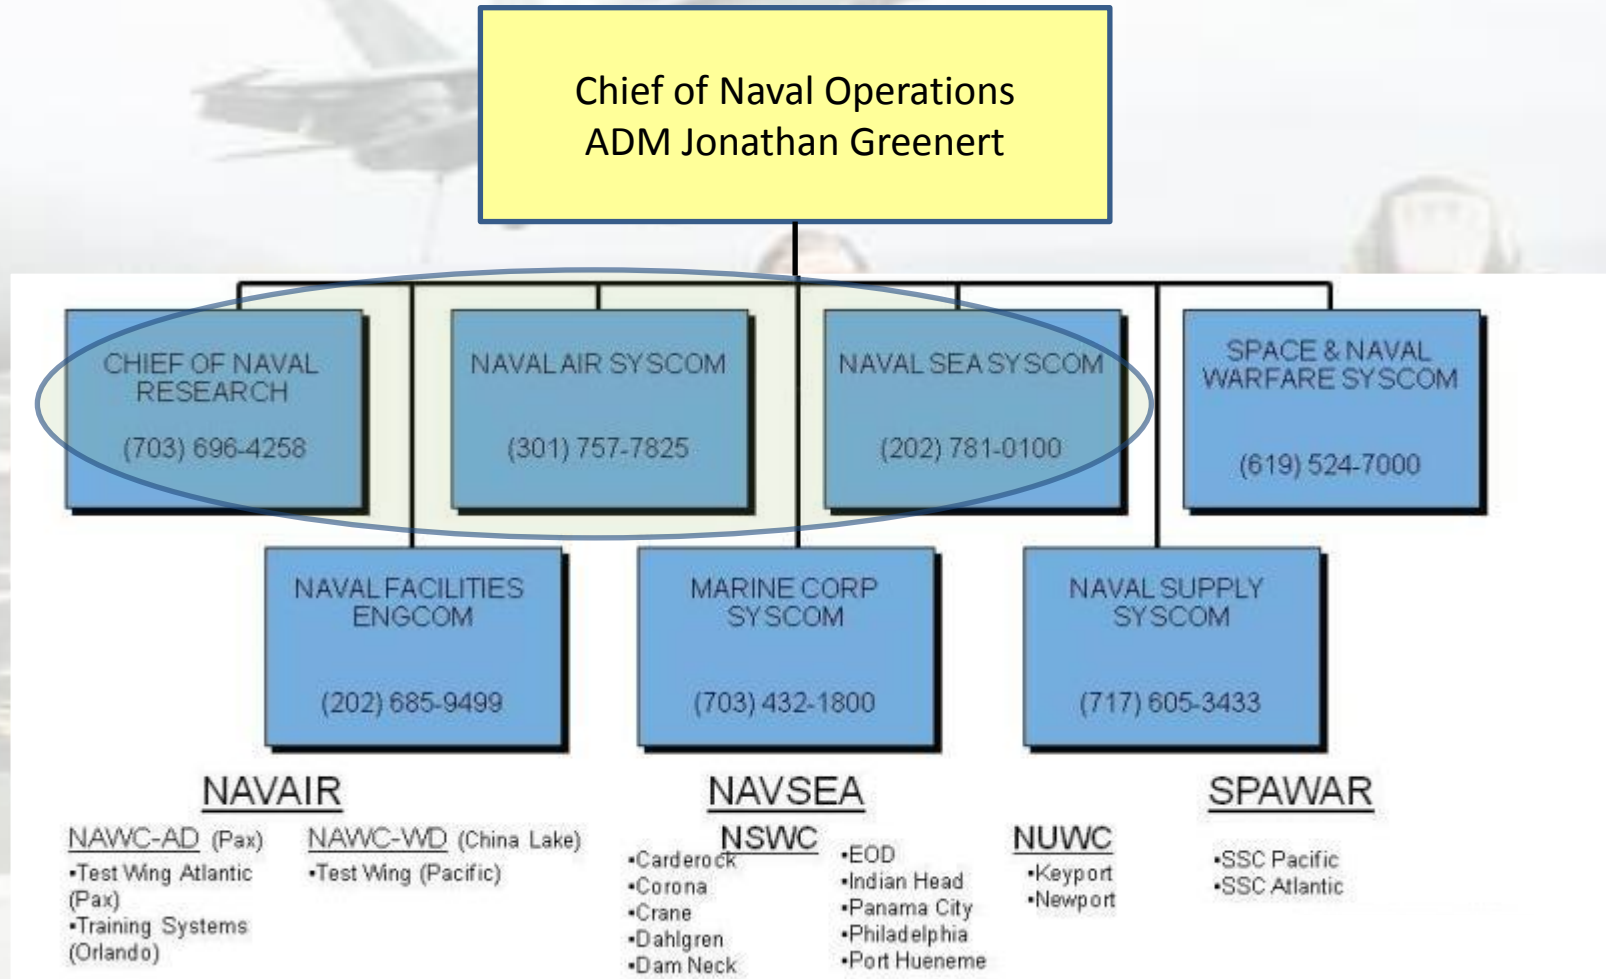 Chief of Naval Operations
ADM Jonathan Greenert
CHIEF OF NAVAL
RESEARCH
(703) 696-4258
NAVAL AIR SYSCOM
(301) 757-7825
NAVAL SEA SYSCOM
(202) 781-0100
SPACE & NAVAL
WARFARE SYSCOM
(619) 524-7000
NAVAL FACILITIES
ENGCOM
(202) 685-9499
MARINE CORP
SYSCOM
(703) 432-1800
NAVAL SUPPLY
SYSCOM
(717) 605-3433
NAVAIR
NAWC-AD (Pax)
▪Test Wing Atlantic
(Pax)
▪Training Systems
(Orlando)
NAWC-WD (China Lake)
▪Test Wing (Pacific)
NAVSEA
NSWC
▪Carderock
▪Corona
▪Crane
▪Dahlgren
▪Dam Neck
▪EOD
▪Indian Head
▪Panama City
▪Philadelphia
▪Port Hueneme
NUWC
▪Keyport
▪Newport
SPAWAR
▪SSC Pacific
▪SSC Atlantic